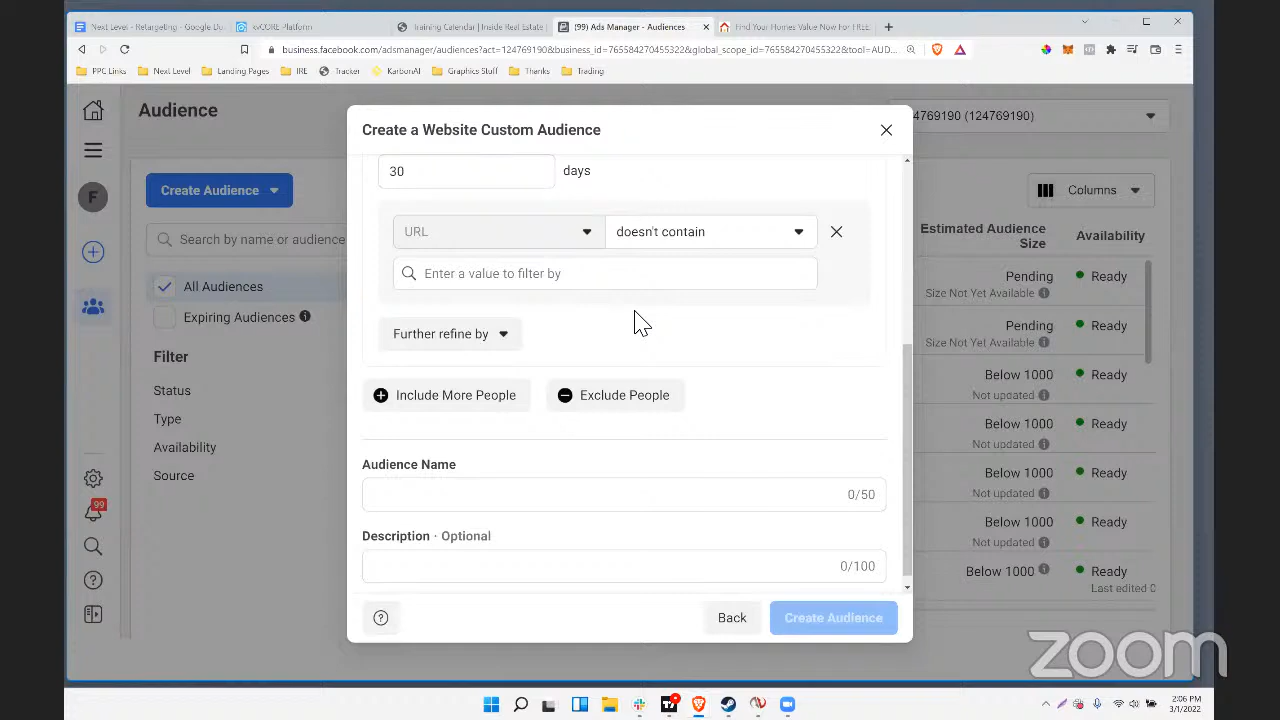 Next Level - Retargeting - Google Do
kvCORE Platform
Training Calendar | Inside Real Estate
(99) Ads Manager - Audiences
Find Your Homes Value Now For FREE
business.facebook.com/adsmanager/audiences?act=124769190&business_id=765584270455322&global_scope_id=765584270455322&tool=AUD...
PPC Links
Next Level
Landing Pages
IRE
Tracker
KarbonAI
Graphics Stuff
Thanks
Trading
Audience
4769190 (124769190)
Create a Website Custom Audience
30
days
Create Audience
Columns
F
URL
doesn't contain
Search by name or audience
Estimated Audience
Size
Availability
Enter a value to filter by
All Audiences
Pending
Size Not Yet Available
Ready
Expiring Audiences
Pending
Size Not Yet Available
Ready
Further refine by
Filter
Status
Below 1000
Not updated
Ready
Include More People
Exclude People
Type
Below 1000
Not updated
Ready
Availability
Audience Name
Source
Below 1000
Not updated
Ready
0/50
99
Below 1000
Not updated
Ready
Description · Optional
0/100
Below 1000
Ready
Last edited 0
Back
Create Audience
zoom
2:06 PM
3/1/2022